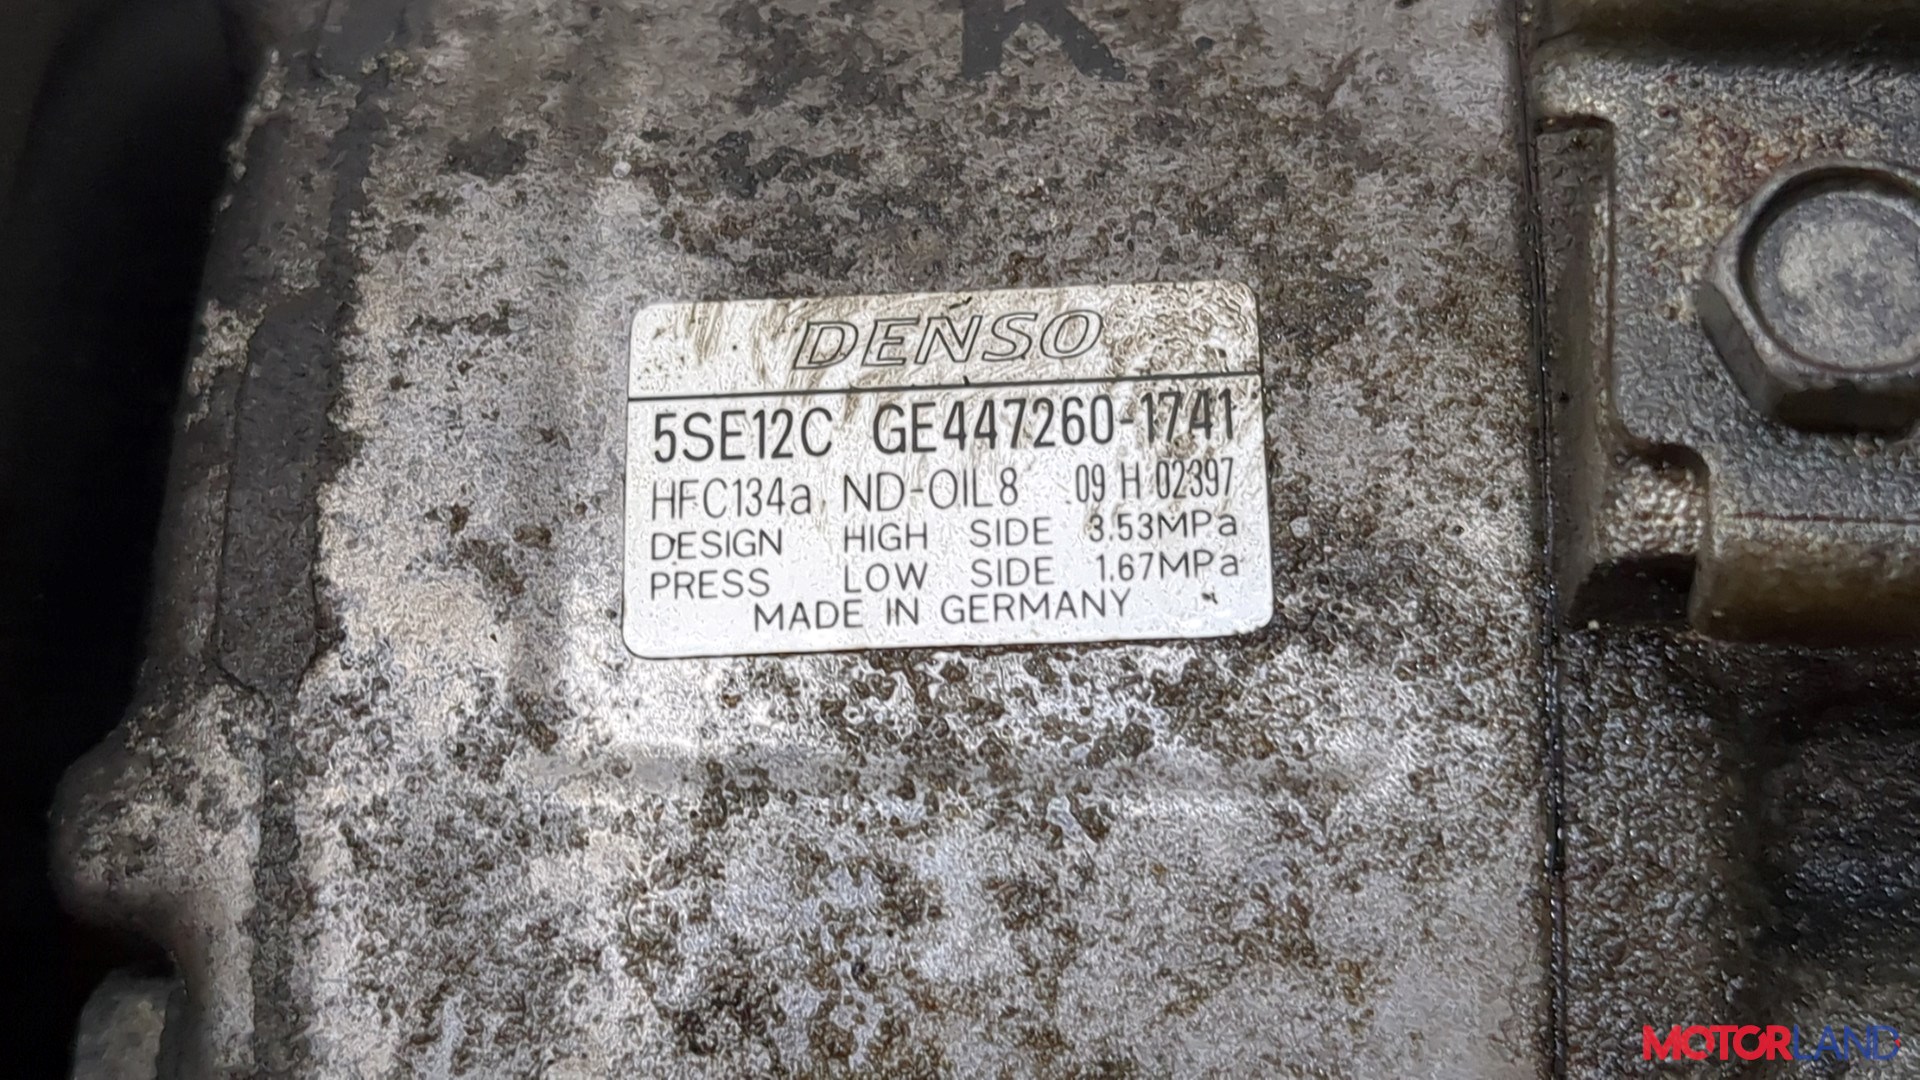 K
DENSO
5SE12C GE447260-1741
HFC134a ND-OIL8 09 H 02397
DESIGN HIGH SIDE 3.53MPa
PRESS LOW SIDE 1.67MPa
MADE IN GERMANY
MOTORLAND